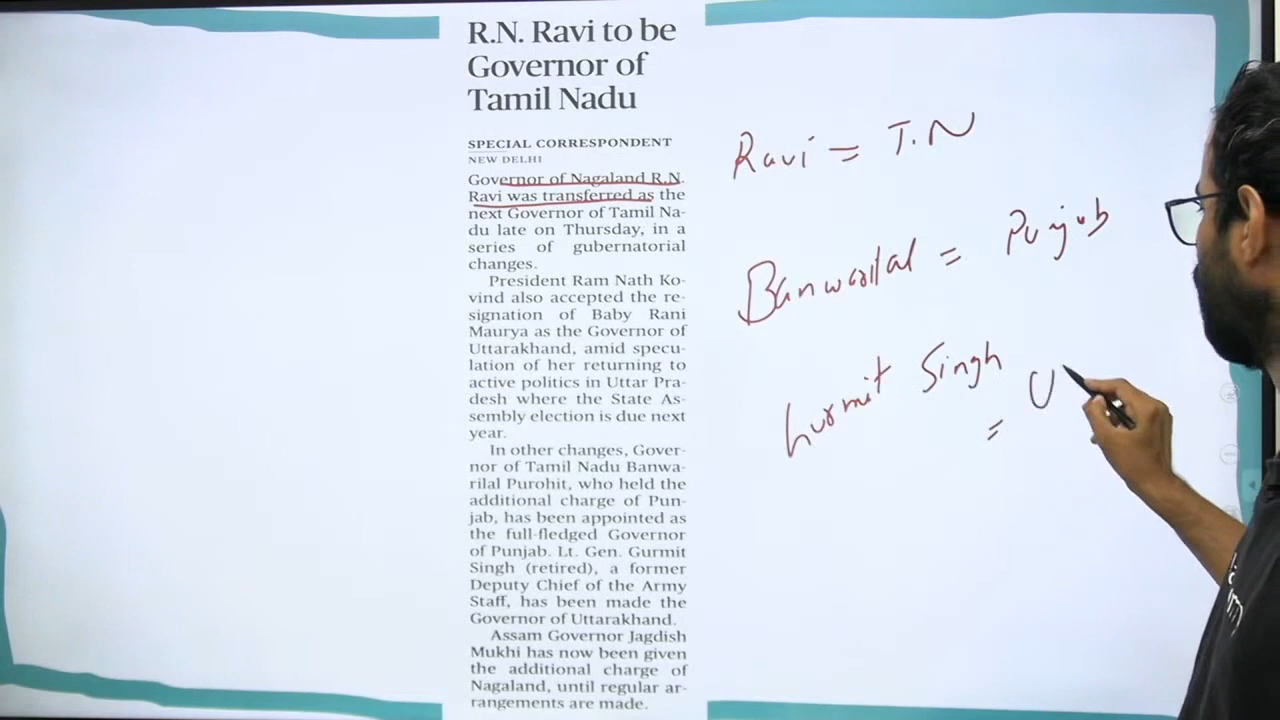 R.N. Ravi to be
Governor of
Tamil Nadu
SPECIAL CORRESPONDENT
NEW DELHI
Governor of Nagaland R.N.
Ravi was transferred as the
next Governor of Tamil Na-
du late on Thursday, in a
series of gubernatorial
changes.
President Ram Nath Ko-
vind also accepted the re-
signation of Baby Rani
Maurya as the Governor of
Uttarakhand, amid specu-
lation of her returning to
active politics in Uttar Pra-
desh where the State As-
sembly election is due next
year.
In other changes, Gover-
nor of Tamil Nadu Banwa-
rilal Purohit, who held the
additional charge of Pun-
jab, has been appointed as
the full-fledged Governor
of Punjab. Lt. Gen. Gurmit
Singh (retired), a former
Deputy Chief of the Army
Staff, has been made the
Governor of Uttarakhand.
Assam Governor Jagdish
Mukhi has now been given
the additional charge of
Nagaland, until regular ar-
rangements are made.
Ravi = T.N
Banwarilal = Punjab
Gurmit Singh
= U